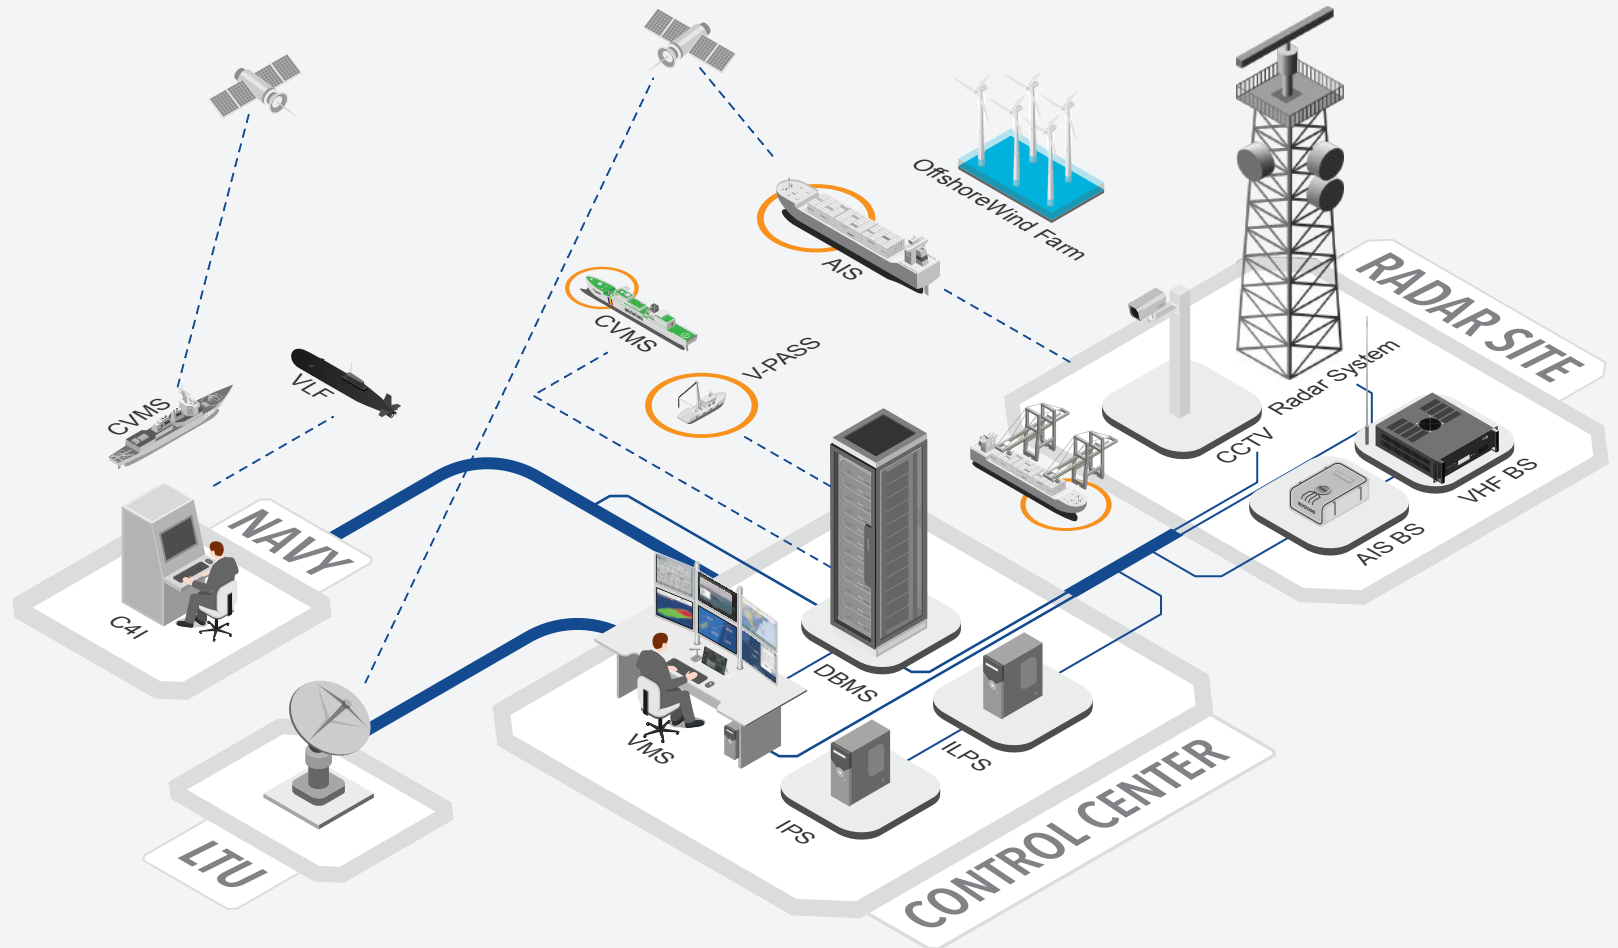 OffshoreWind Farm
AIS
CVMS
V-PASS
VLF
CVMS
RADAR SITE
Radar System
CCTV
VHF BS
AIS BS
NAVY
C4I
DBMS
VMS
ILPS
IPS
LTU
CONTROL CENTER